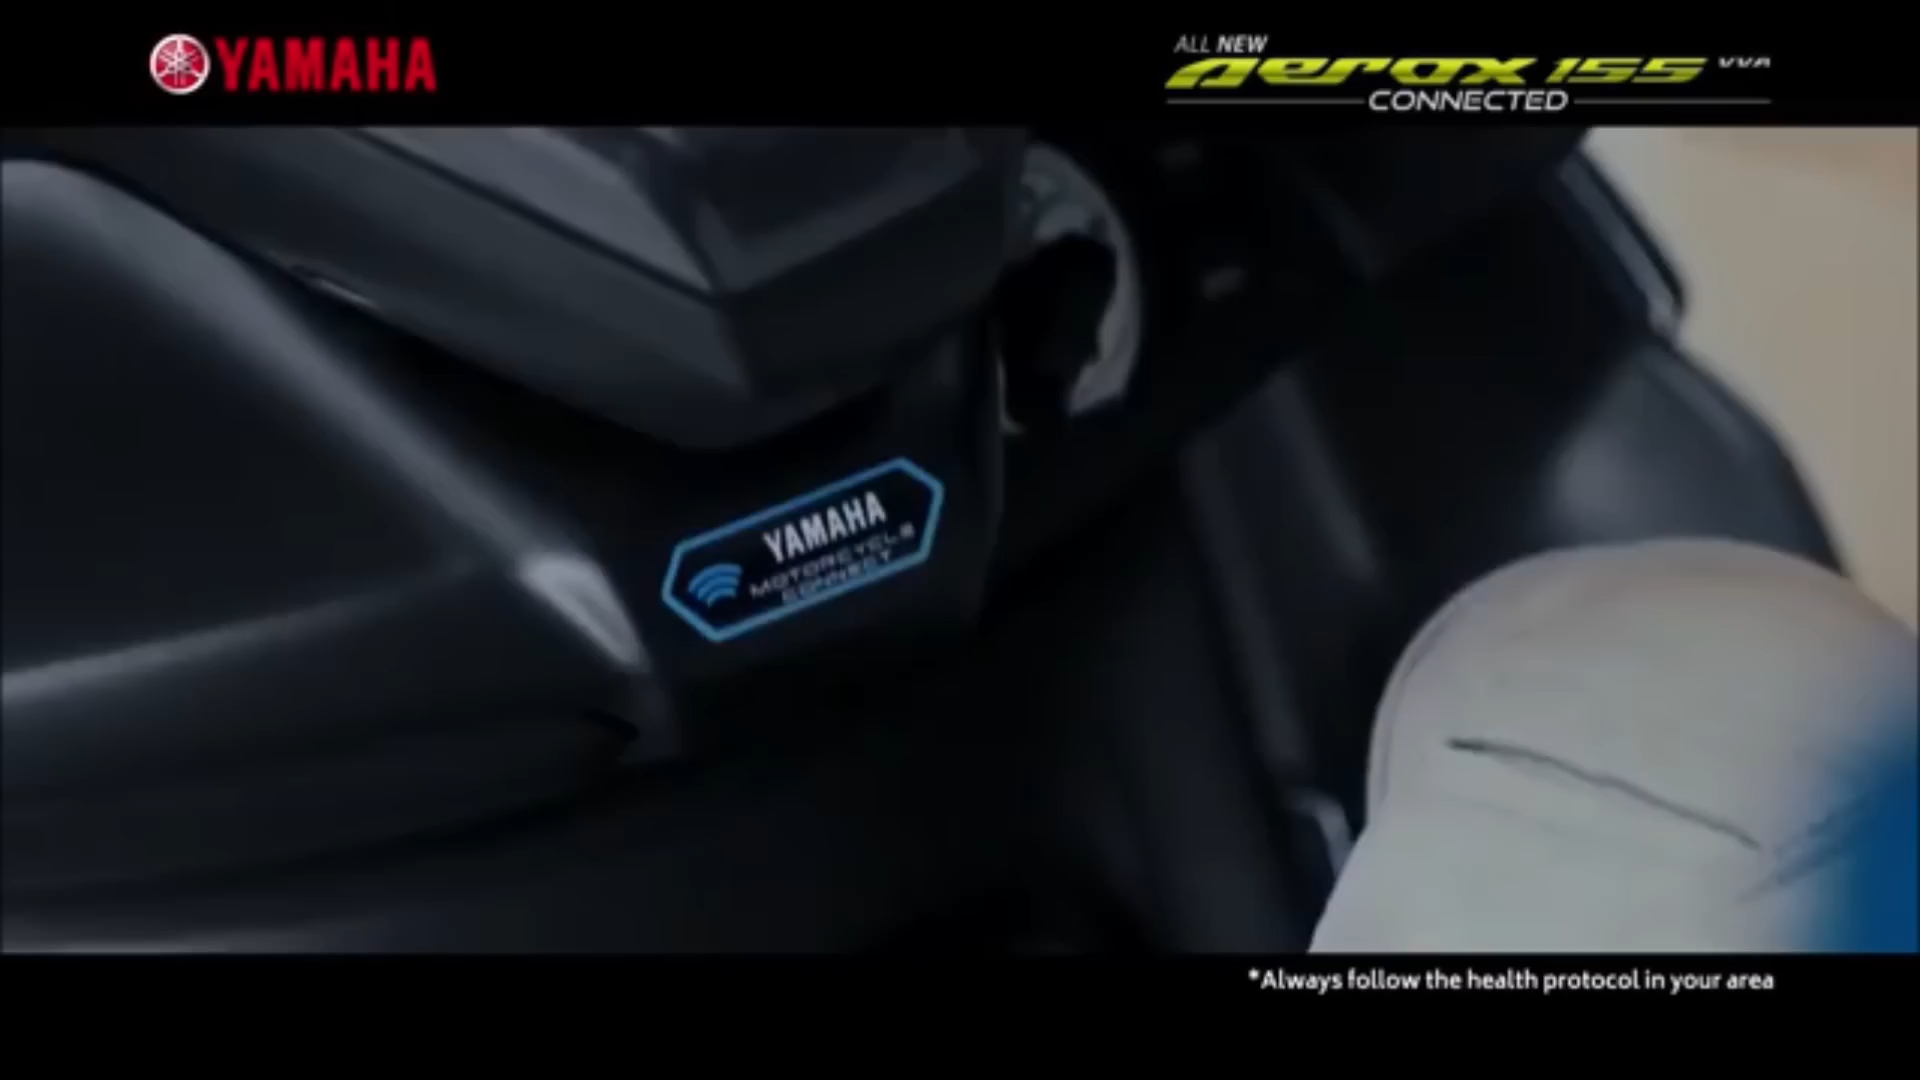 YAMAHA
ALL NEW
AEROX 155 VVA
CONNECTED
YAMAHA
MOTORCYCLE
CONNECT
*Always follow the health protocol in your area